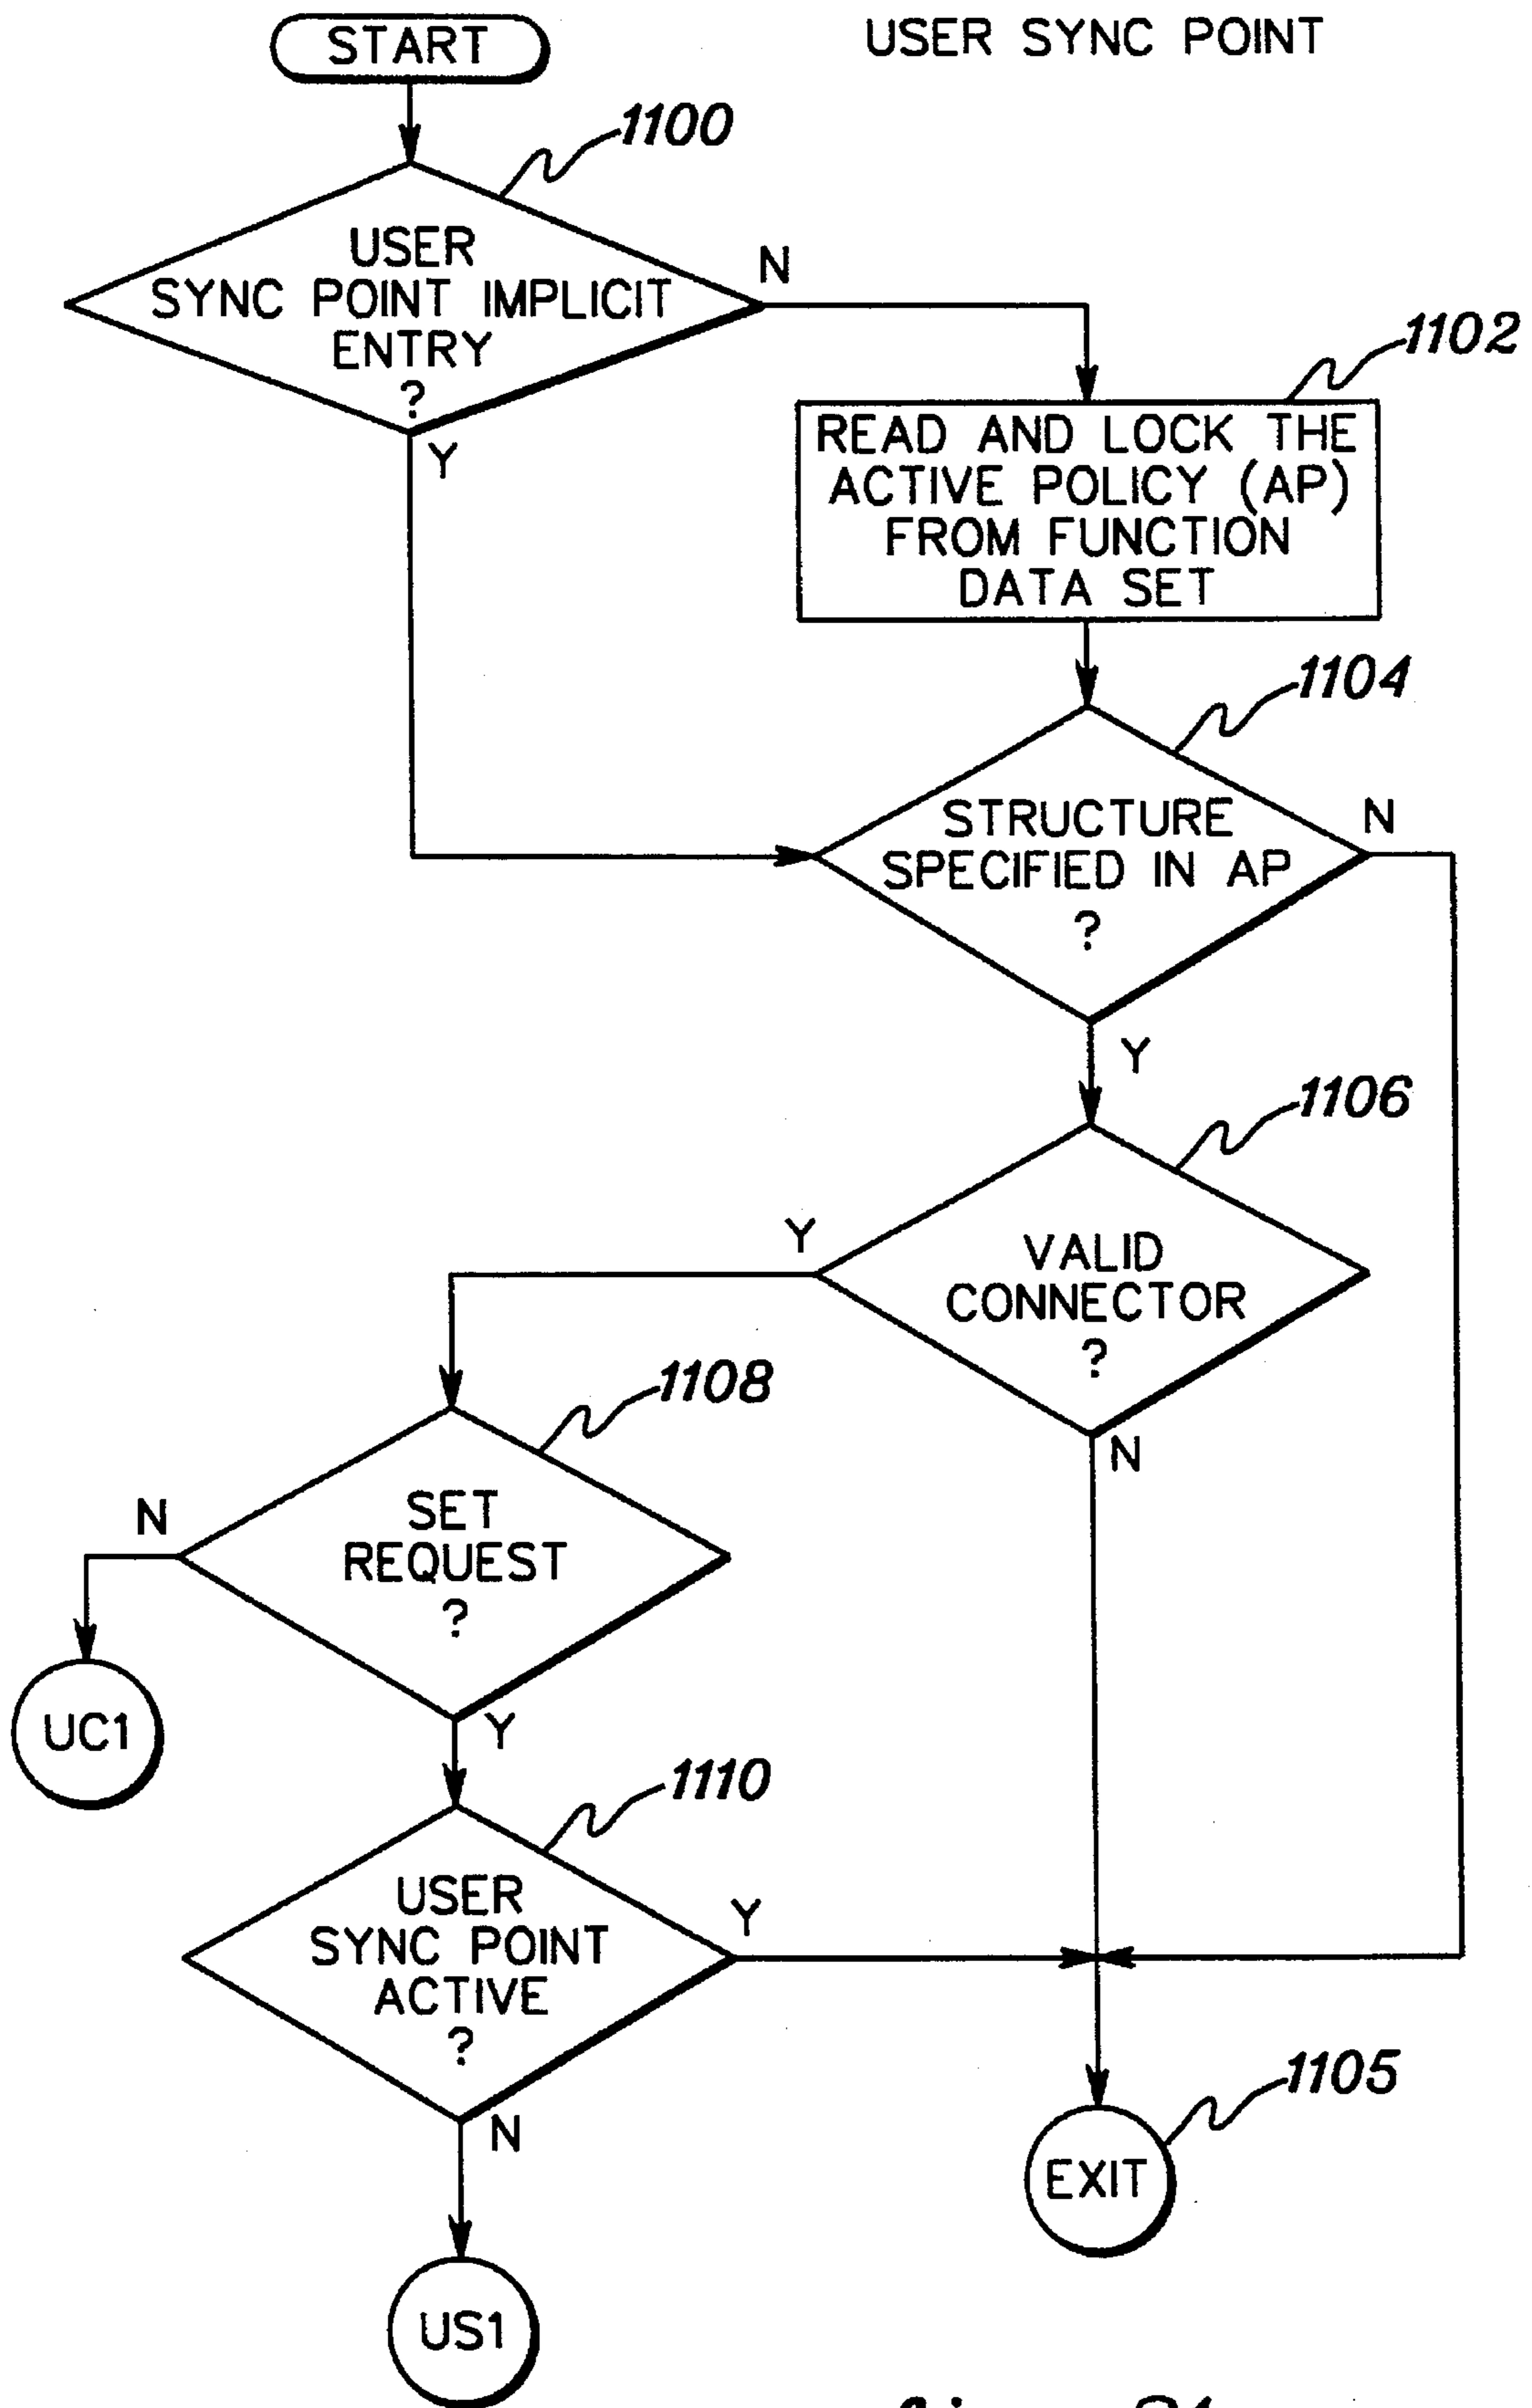 START
USER SYNC POINT
1100
USER
SYNC POINT IMPLICIT
ENTRY
?
N
Y
1102
READ AND LOCK THE
ACTIVE POLICY (AP)
FROM FUNCTION
DATA SET
1104
STRUCTURE
SPECIFIED IN AP
?
N
Y
1106
VALID
CONNECTOR
?
Y
N
1108
SET
REQUEST
?
N
Y
UC1
1110
USER
SYNC POINT
ACTIVE
?
Y
N
1105
EXIT
US1